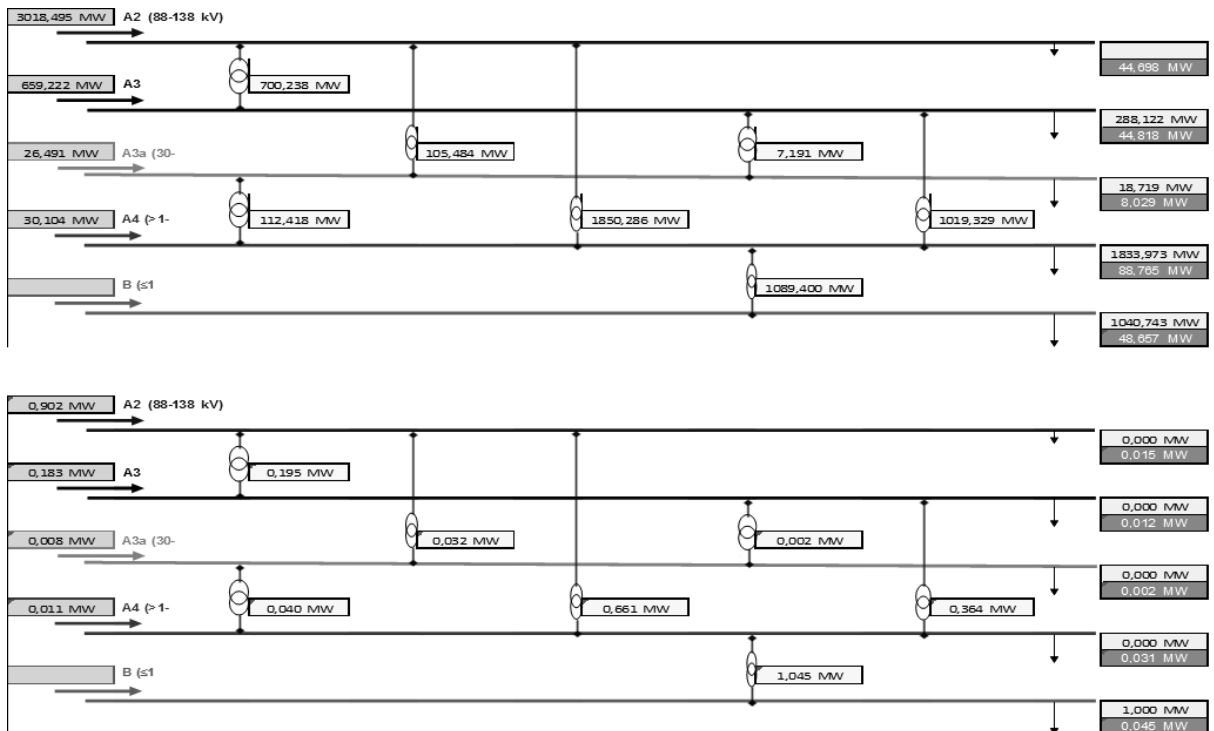 3018,495 MW A2 (88-138 kV)
44,698 MW
659,222 MW A3
700,238 MW
288,122 MW
44,818 MW
26,491 MW A3a (30-
105,484 MW
7,191 MW
18,719 MW
8,029 MW
30,104 MW A4 (>1-
112,418 MW
1850,286 MW
1019,329 MW
1833,973 MW
88,765 MW
B (≤1
1089,400 MW
1040,743 MW
48,657 MW
0,902 MW A2 (88-138 kV)
0,000 MW
0,015 MW
0,183 MW A3
0,195 MW
0,000 MW
0,012 MW
0,008 MW A3a (30-
0,032 MW
0,002 MW
0,000 MW
0,002 MW
0,011 MW A4 (>1-
0,040 MW
0,661 MW
0,364 MW
0,000 MW
0,031 MW
B (≤1
1,045 MW
1,000 MW
0,045 MW